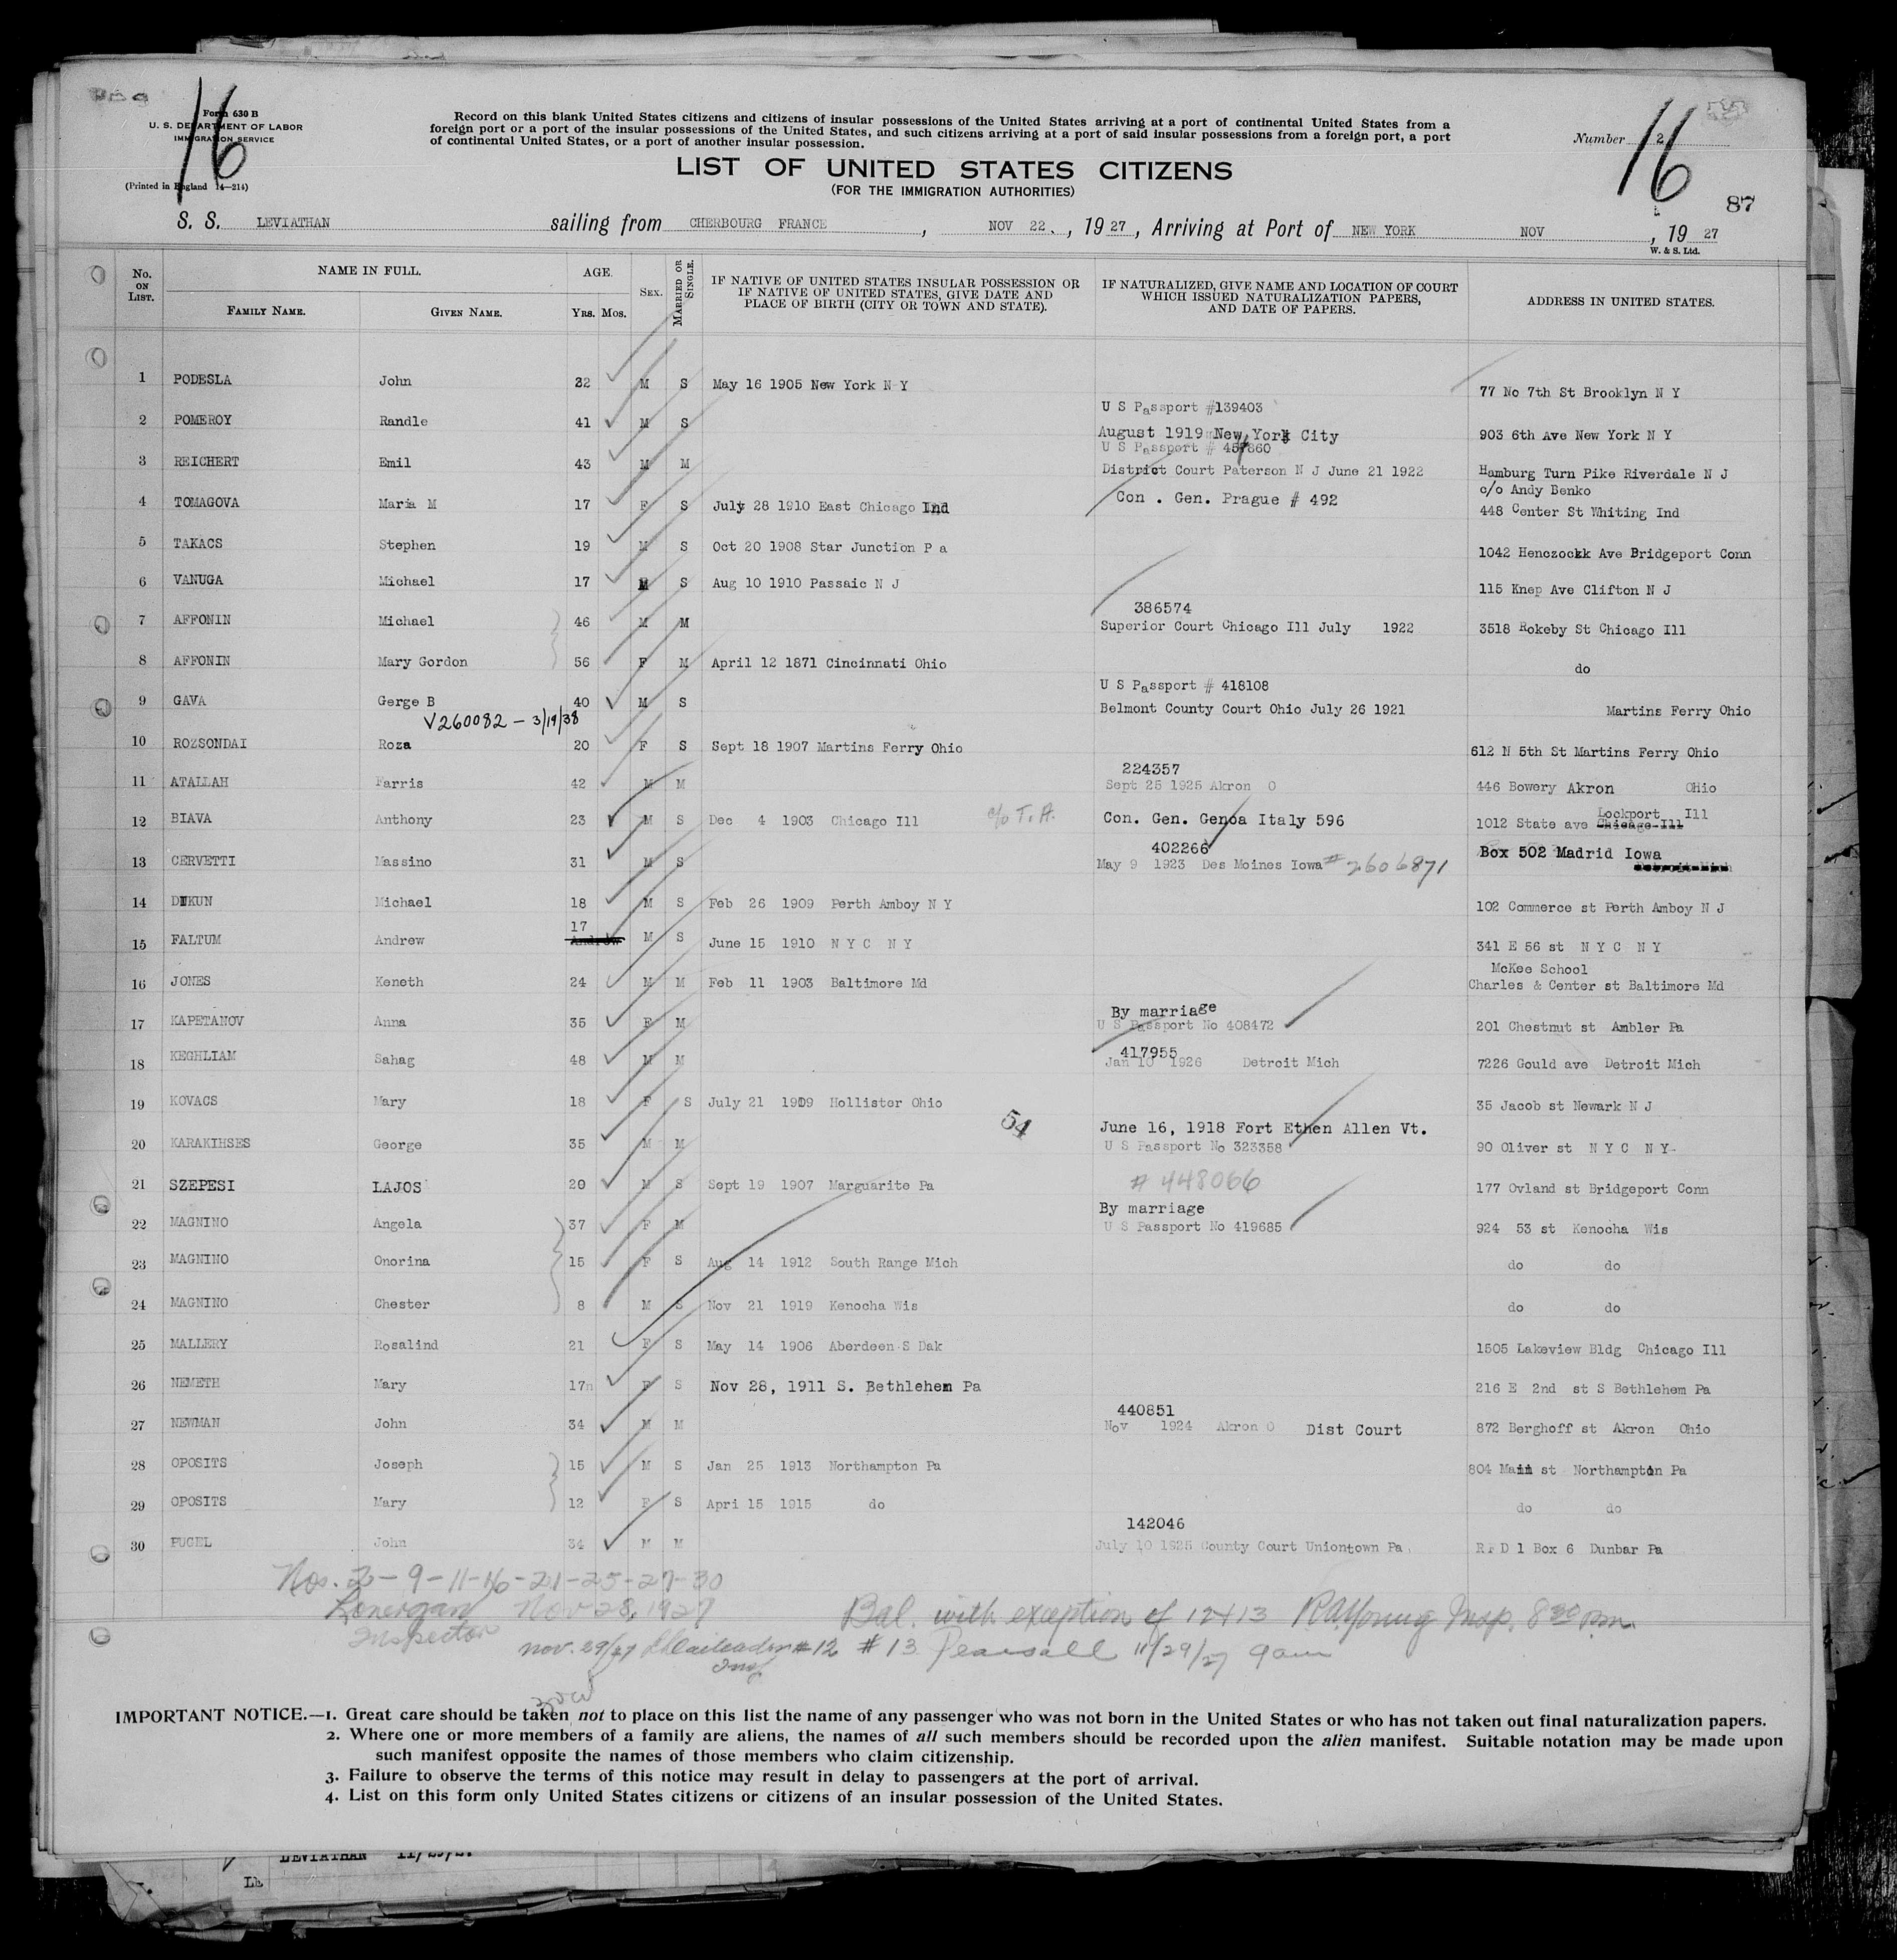 16
Form 630 B
U. S. DEPARTMENT OF LABOR
IMMIGRATION SERVICE
(Printed in England 14—214)
Record on this blank United States citizens and citizens of insular possessions of the United States arriving at a port of continental United States from a
foreign port or a port of the insular possessions of the United States, and such citizens arriving at a port of said insular possessions from a foreign port, a port
of continental United States, or a port of another insular possession.
Number 2
16
87
LIST OF UNITED STATES CITIZENS
(FOR THE IMMIGRATION AUTHORITIES)
S. S. LEVIATHAN sailing from CHERBOURG FRANCE, NOV 22., 1927, Arriving at Port of NEW YORK NOV , 19 27
W. & S. Ltd.
No. ON LIST. NAME IN FULL. AGE. SEX. MARRIED OR SINGLE. IF NATIVE OF UNITED STATES INSULAR POSSESSION OR IF NATIVE OF UNITED STATES, GIVE DATE AND PLACE OF BIRTH (CITY OR TOWN AND STATE). IF NATURALIZED, GIVE NAME AND LOCATION OF COURT WHICH ISSUED NATURALIZATION PAPERS, AND DATE OF PAPERS. ADDRESS IN UNITED STATES.
FAMILY NAME. GIVEN NAME. YRS. MOS.
1 PODESLA John 22 M S May 16 1905 New York N Y 77 No 7th St Brooklyn N Y
U S Passport #139403
2 POMEROY Randle 41 M S August 1919 New York City 903 6th Ave New York N Y
U S Passport # 457860
3 REICHERT Emil 43 M M District Court Paterson N J June 21 1922 Hamburg Turn Pike Riverdale N J
c/o Andy Benko
4 TOMAGOVA Maria M 17 F S July 28 1910 East Chicago Ind Con . Gen. Prague # 492 448 Center St Whiting Ind
5 TAKACS Stephen 19 M S Oct 20 1908 Star Junction P a 1042 Henczockk Ave Bridgeport Conn
6 VANUGA Michael 17 M S Aug 10 1910 Passaic N J 115 Knep Ave Clifton N J
386574
7 AFFONIN Michael 46 M M Superior Court Chicago Ill July 1922 3518 Rokeby St Chicago Ill
8 AFFONIN Mary Gordon 56 F M April 12 1871 Cincinnati Ohio do
U S Passport # 418108
9 GAVA Gerge B 40 M S Belmont County Court Ohio July 26 1921 Martins Ferry Ohio
V260082 - 3/19/38
10 ROZSONDAI Roza 20 F S Sept 18 1907 Martins Ferry Ohio 612 N 5th St Martins Ferry Ohio
224357
11 ATALLAH Farris 42 M M Sept 25 1925 Akron O 446 Bowery Akron Ohio
Lockport Ill
12 BIAVA Anthony 23 M S Dec 4 1903 Chicago Ill c/o T. A. Con. Gen. Genoa Italy 596 1012 State ave Chicago Ill
402266
13 CERVETTI Massino 31 M S May 9 1923 Des Moines Iowa # 2606871 Box 502 Madrid Iowa
14 DIKUN Michael 18 M S Feb 26 1909 Perth Amboy N Y 102 Commerce st Perth Amboy N J
17
15 FALTUM Andrew Andrew M S June 15 1910 N Y C N Y 341 E 56 st N Y C N Y
McKee School
16 JONES Keneth 24 M M Feb 11 1903 Baltimore Md Charles & Center st Baltimore Md
By marriage
17 KAPETANOV Anna 35 F M U S Passport No 408472 201 Chestnut st Ambler Pa
417955
18 KEGHLIAM Sahag 48 M M Jan 10 1926 Detroit Mich 7226 Gould ave Detroit Mich
19 KOVACS Mary 18 F S July 21 1909 Hollister Ohio 35 Jacob st Newark N J
54
June 16, 1918 Fort Ethen Allen Vt.
20 KARAKIHSES George 35 M M U S Passport No 323358 90 Oliver st N Y C N Y
21 SZEPESI LAJOS 20 M S Sept 19 1907 Marguarite Pa # 448066 177 Ovland st Bridgeport Conn
By marriage
22 MAGNINO Angela 37 F M U S Passport No 419685 924 53 st Kenocha Wis
23 MAGNINO Onorina 15 F S Aug 14 1912 South Range Mich do do
24 MAGNINO Chester 8 M S Nov 21 1919 Kenocha Wis do do
25 MALLERY Rosalind 21 F S May 14 1906 Aberdeen S Dak 1505 Lakeview Bldg Chicago Ill
26 NEMETH Mary 17 F S Nov 28, 1911 S. Bethlehem Pa 216 E 2nd st S Bethlehem Pa
440851
27 NEWMAN John 34 M M Nov 1924 Akron O Dist Court 872 Berghoff st Akron Ohio
28 OPOSITS Joseph 15 M S Jan 25 1913 Northampton Pa 804 Main st Northampton Pa
29 OPOSITS Mary 12 F S Apri 15 1915 do do do
142046
30 PUCEL John 34 M M July 10 1925 County Court Uniontown Pa. R F D 1 Box 6 Dunbar Pa
Nos. 2-9-11-16-21-25-27-30
Lonergan Nov 28, 1927
Inspector
Bal. with exception of 12 & 13 R.A. Young Insp. 8 30 p.m.
Nov. 29/27 #12 #13 Pearsall 11/29/27 9 am
Insp
IMPORTANT NOTICE.—1. Great care should be taken not to place on this list the name of any passenger who was not born in the United States or who has not taken out final naturalization papers.
2. Where one or more members of a family are aliens, the names of all such members should be recorded upon the alien manifest. Suitable notation may be made upon
such manifest opposite the names of those members who claim citizenship.
3. Failure to observe the terms of this notice may result in delay to passengers at the port of arrival.
4. List on this form only United States citizens or citizens of an insular possession of the United States.
LEVIATHAN